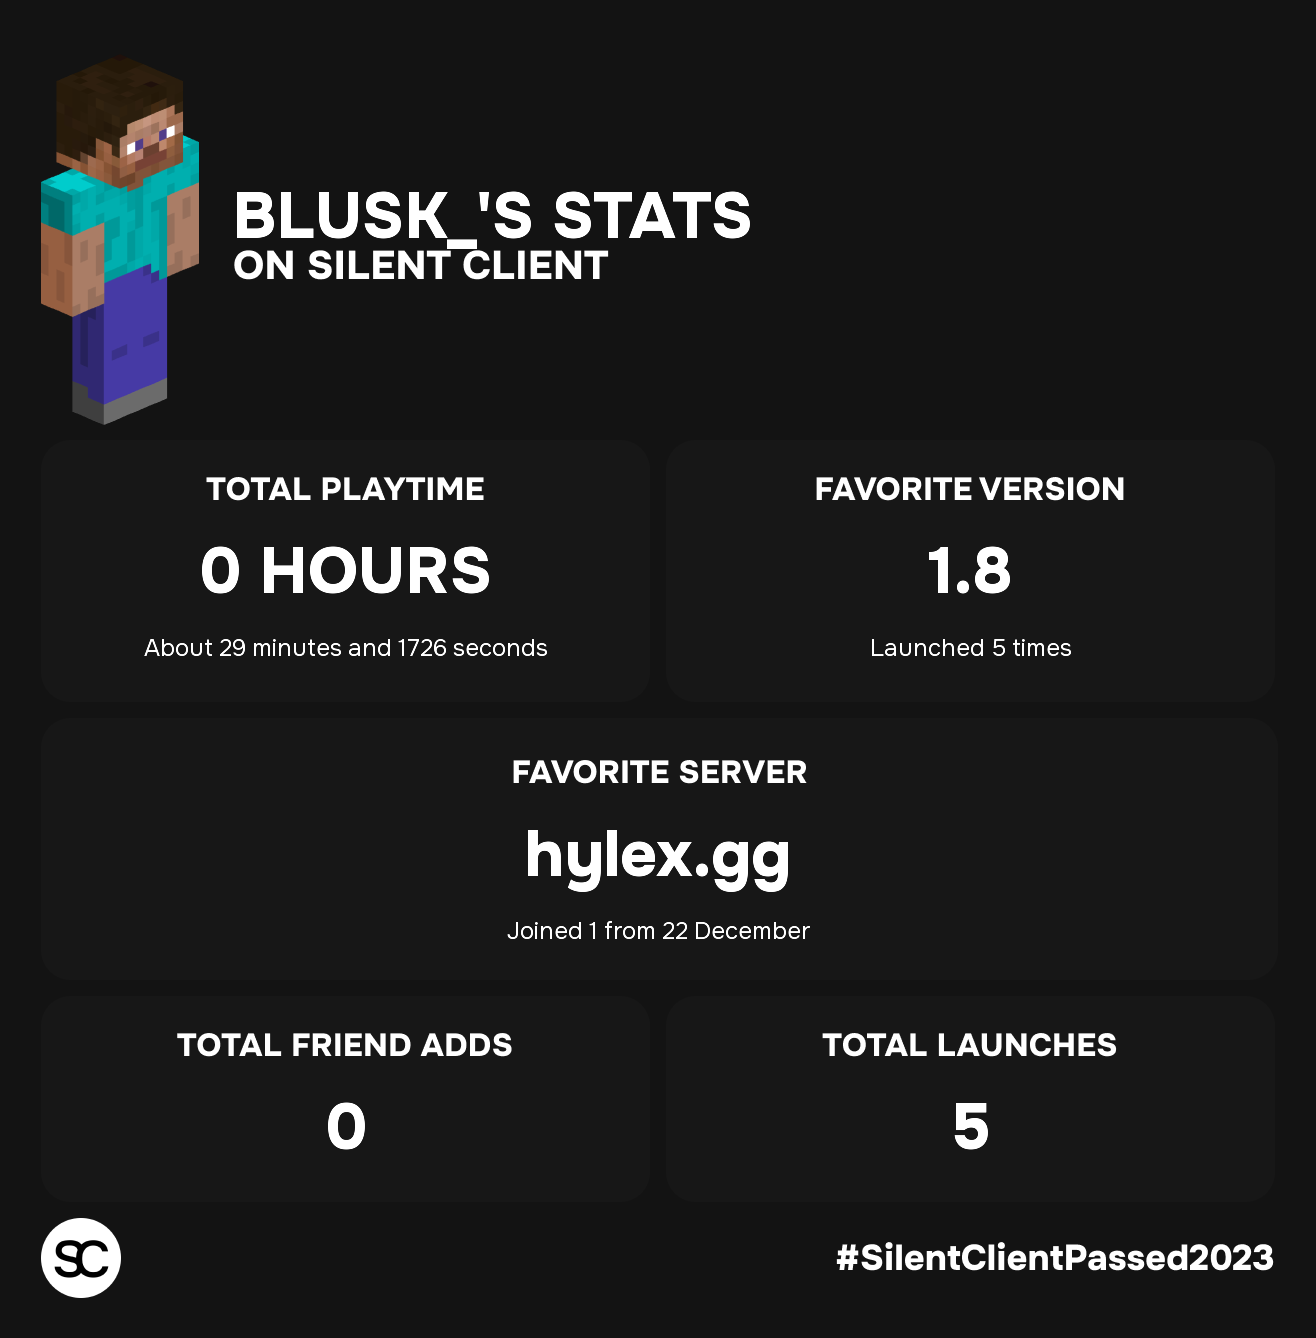 BLUSK_'S STATS
ON SILENT CLIENT
TOTAL PLAYTIME
0 HOURS
About 29 minutes and 1726 seconds
FAVORITE VERSION
1.8
Launched 5 times
FAVORITE SERVER
hylex.gg
Joined 1 from 22 December
TOTAL FRIEND ADDS
0
TOTAL LAUNCHES
5
SC
#SilentClientPassed2023